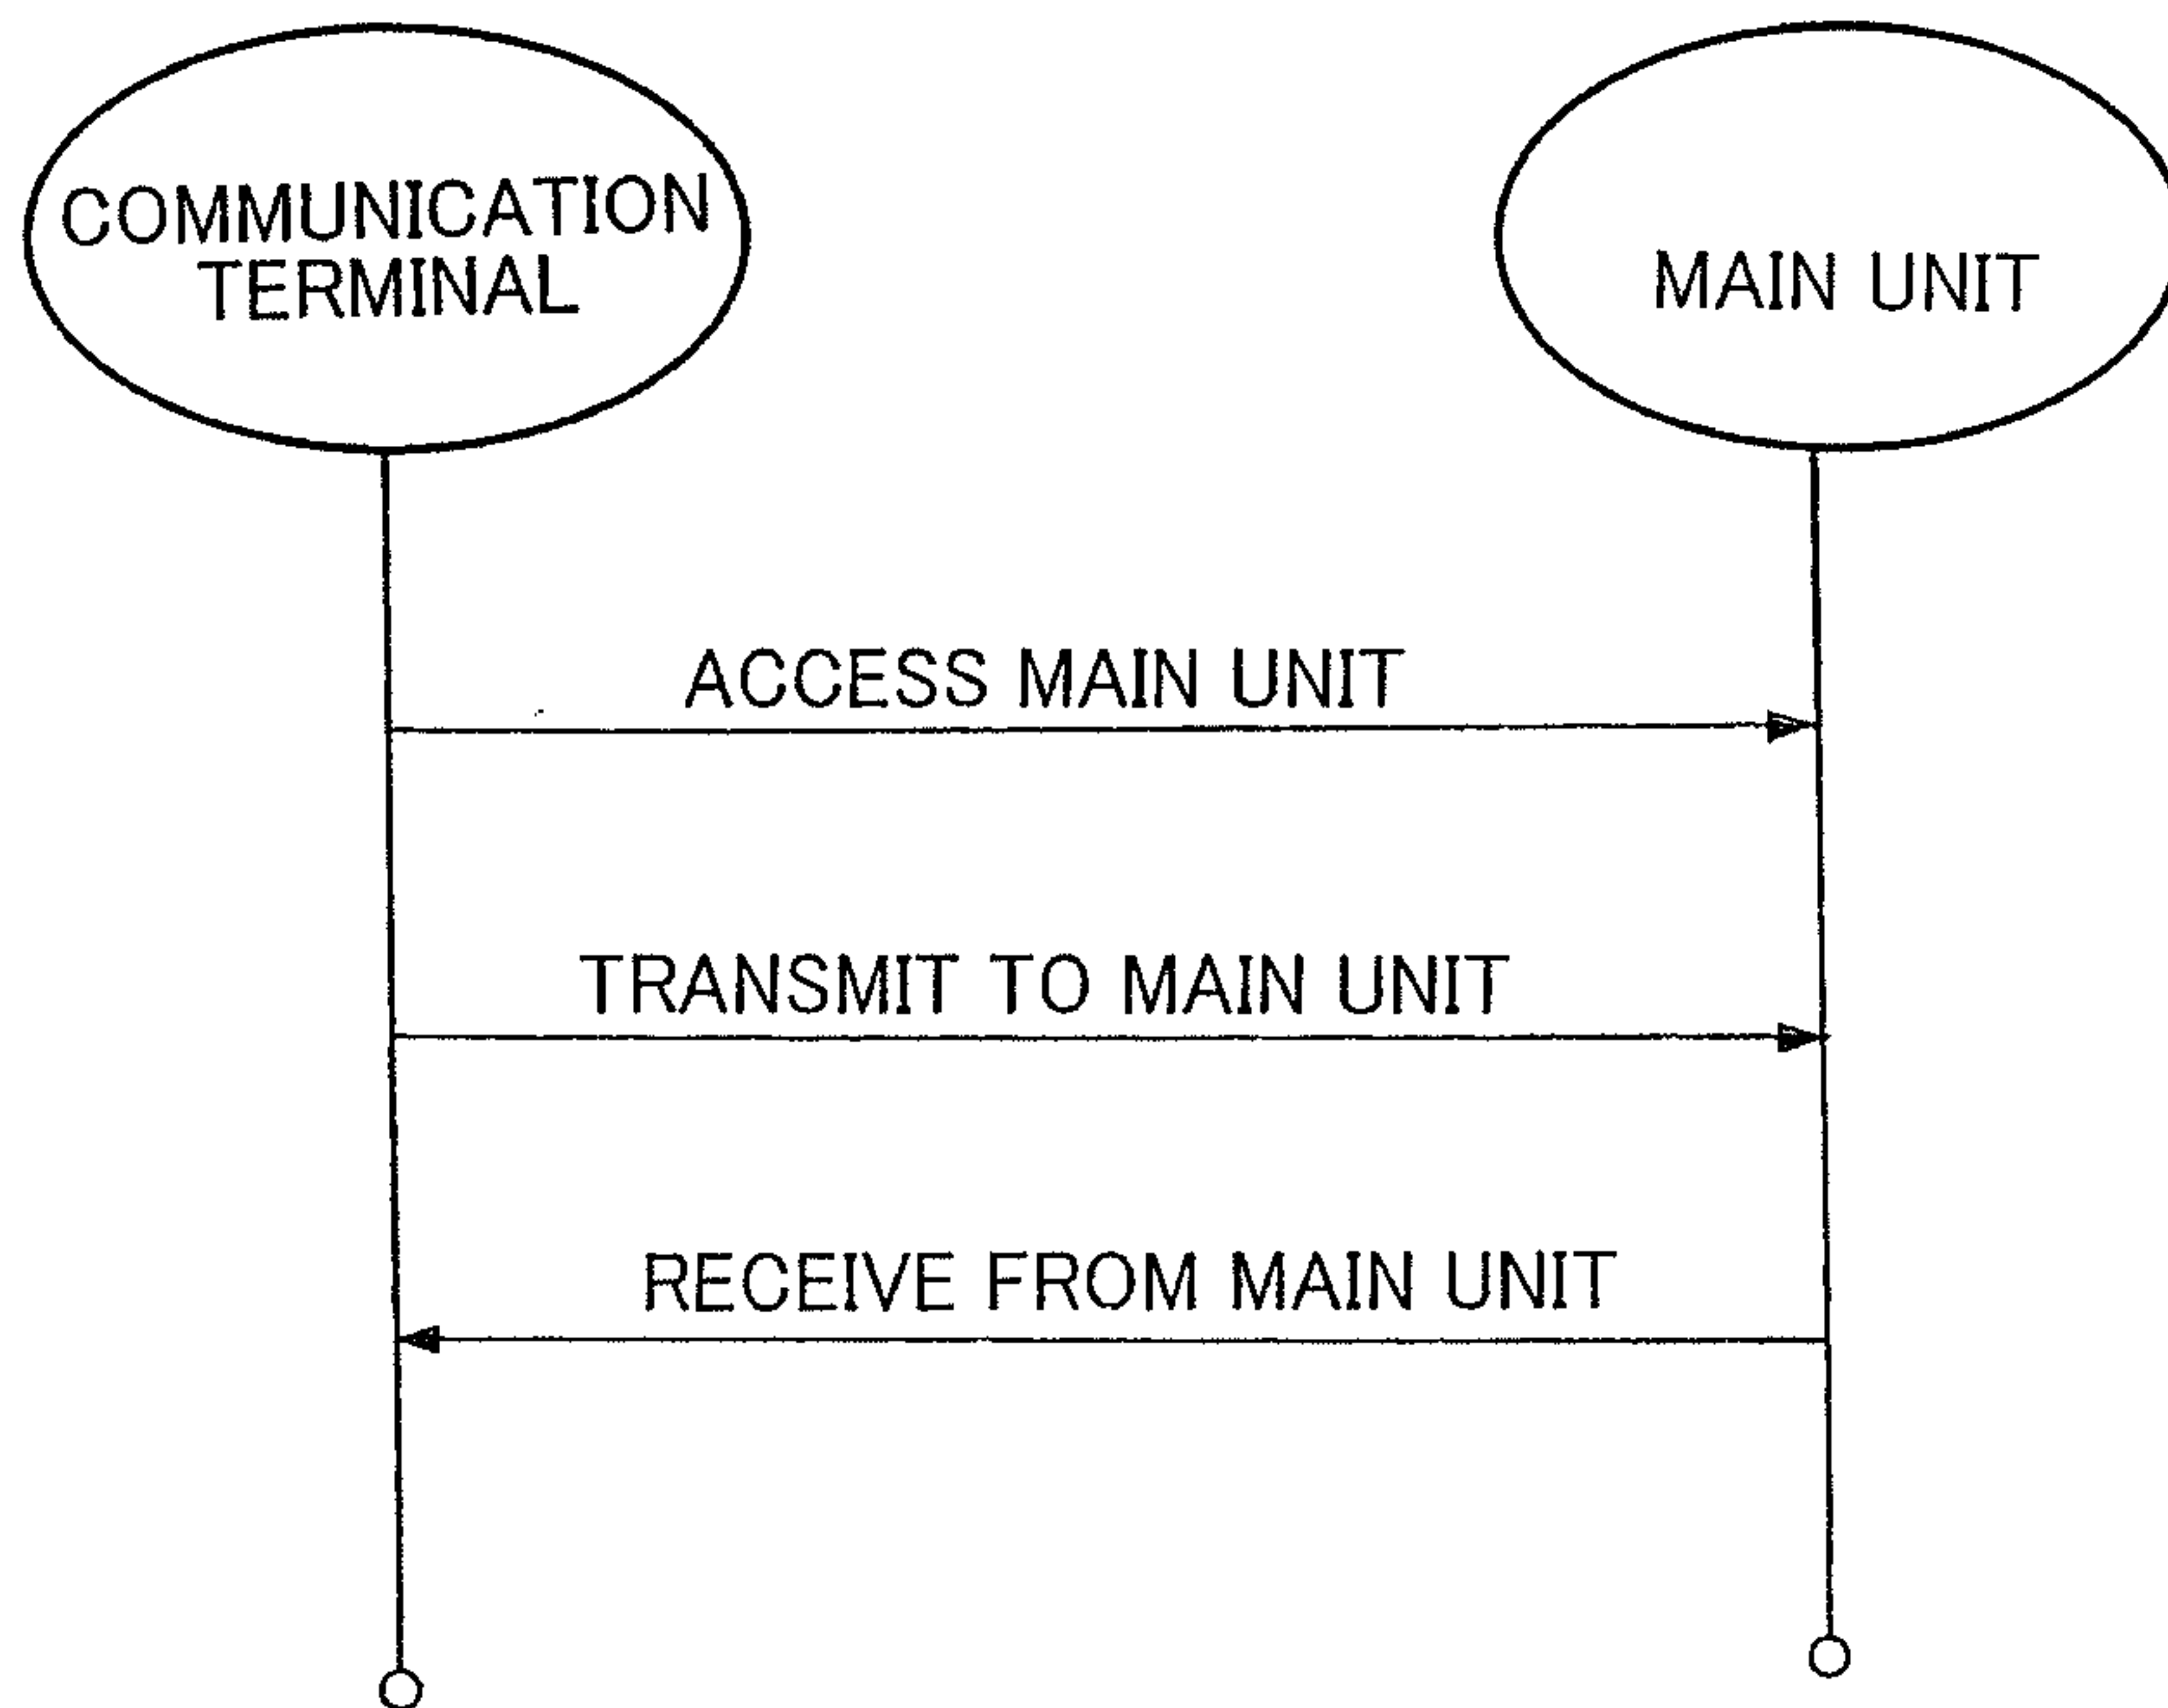 COMMUNICATION
TERMINAL
MAIN UNIT
ACCESS MAIN UNIT
TRANSMIT TO MAIN UNIT
RECEIVE FROM MAIN UNIT